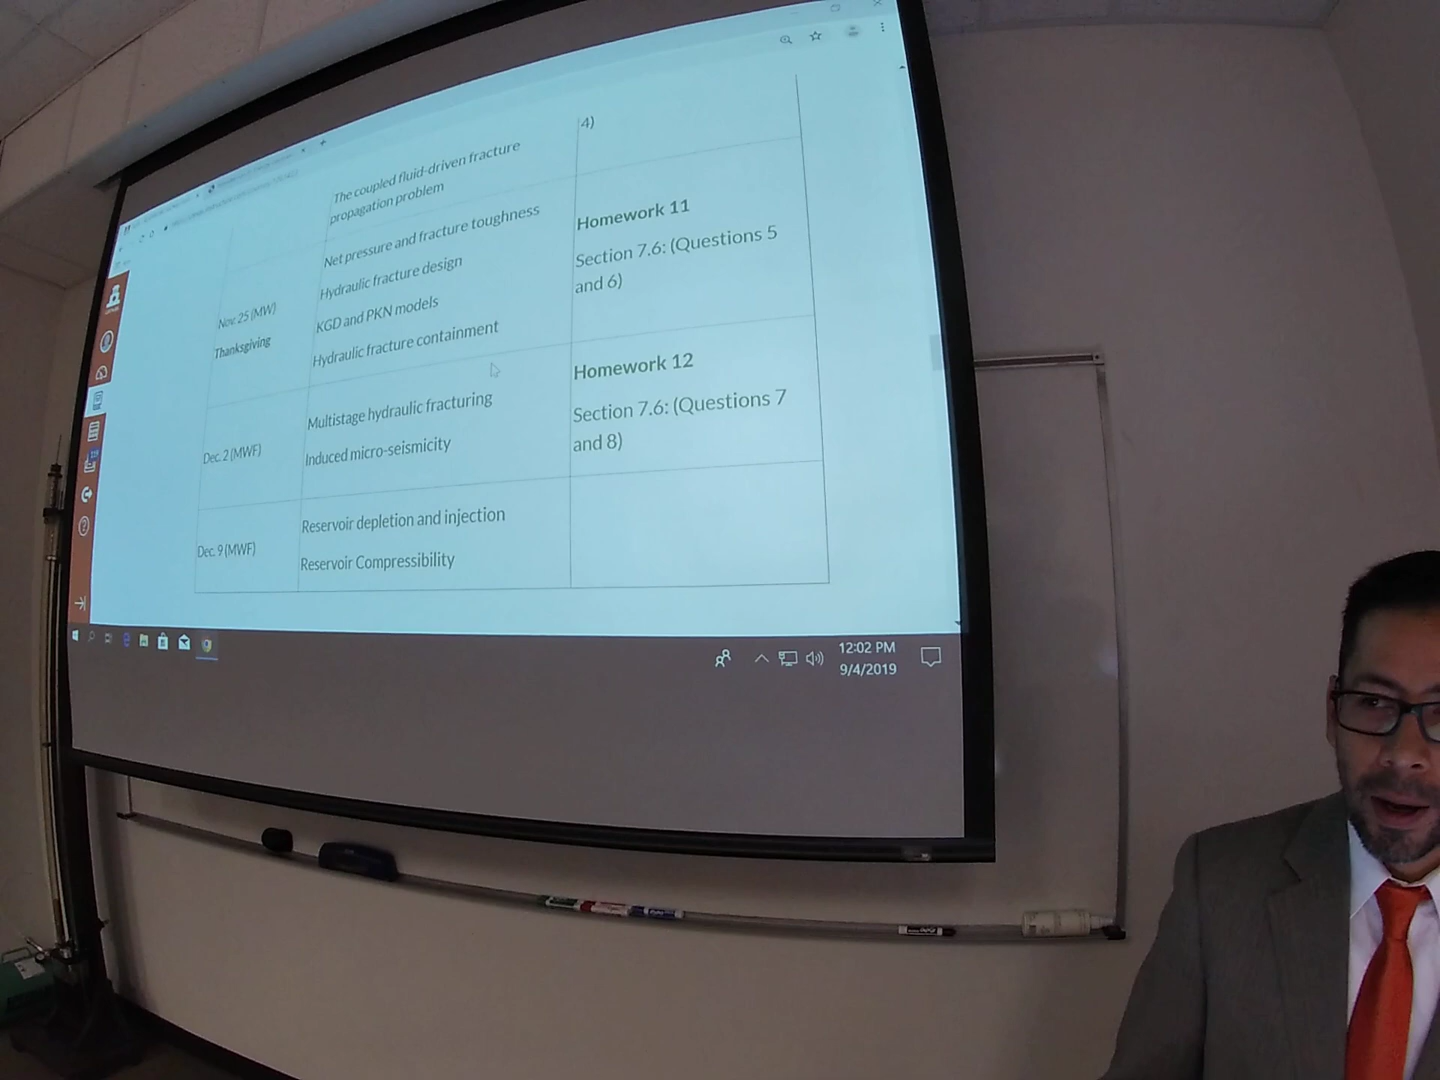 4)
The coupled fluid-driven fracture
propagation problem
Nov. 25 (MW)
Thanksgiving
Net pressure and fracture toughness
Hydraulic fracture design
KGD and PKN models
Hydraulic fracture containment
Homework 11
Section 7.6: (Questions 5
and 6)
Dec. 2 (MWF)
Multistage hydraulic fracturing
Induced micro-seismicity
Homework 12
Section 7.6: (Questions 7
and 8)
Dec. 9 (MWF)
Reservoir depletion and injection
Reservoir Compressibility
12:02 PM
9/4/2019